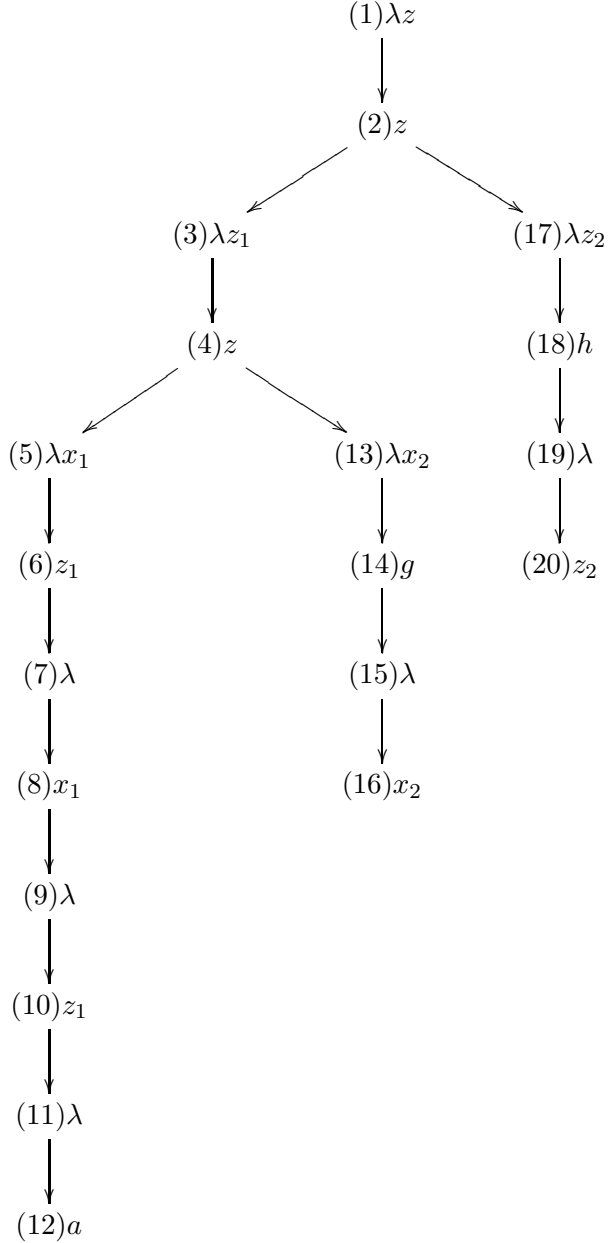 (1)λz
(2)z
(3)λz₁ (17)λz₂
(4)z (18)h
(5)λx₁ (13)λx₂ (19)λ
(6)z₁ (14)g (20)z₂
(7)λ (15)λ
(8)x₁ (16)x₂
(9)λ
(10)z₁
(11)λ
(12)a